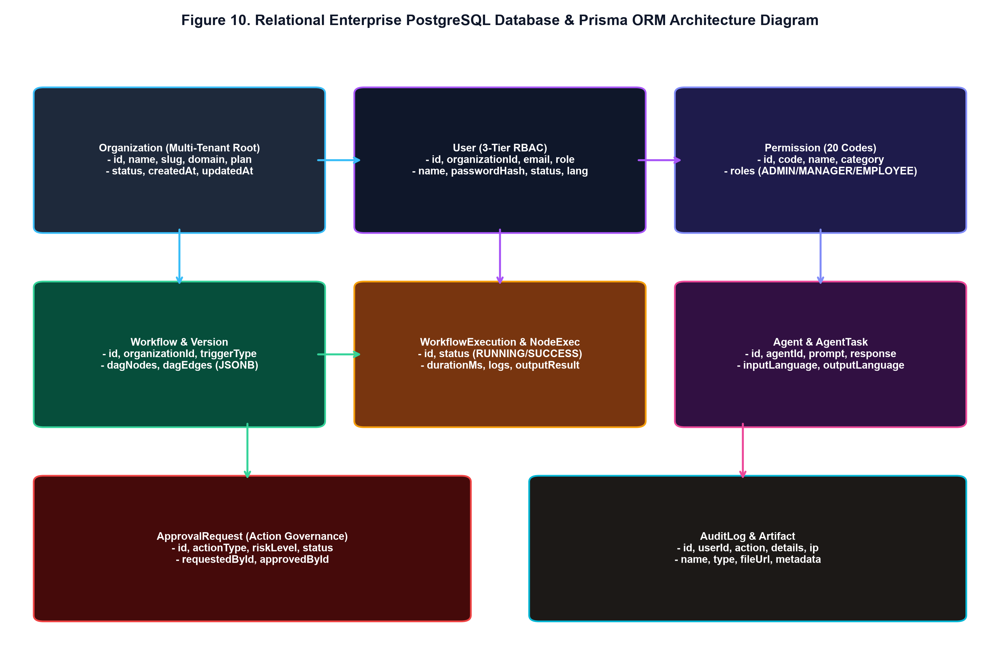 Figure 10. Relational Enterprise PostgreSQL Database & Prisma ORM Architecture Diagram
Organization (Multi-Tenant Root)
- id, name, slug, domain, plan
- status, createdAt, updatedAt
User (3-Tier RBAC)
- id, organizationId, email, role
- name, passwordHash, status, lang
Permission (20 Codes)
- id, code, name, category
- roles (ADMIN/MANAGER/EMPLOYEE)
Workflow & Version
- id, organizationId, triggerType
- dagNodes, dagEdges (JSONB)
WorkflowExecution & NodeExec
- id, status (RUNNING/SUCCESS)
- durationMs, logs, outputResult
Agent & AgentTask
- id, agentId, prompt, response
- inputLanguage, outputLanguage
ApprovalRequest (Action Governance)
- id, actionType, riskLevel, status
- requestedById, approvedById
AuditLog & Artifact
- id, userId, action, details, ip
- name, type, fileUrl, metadata